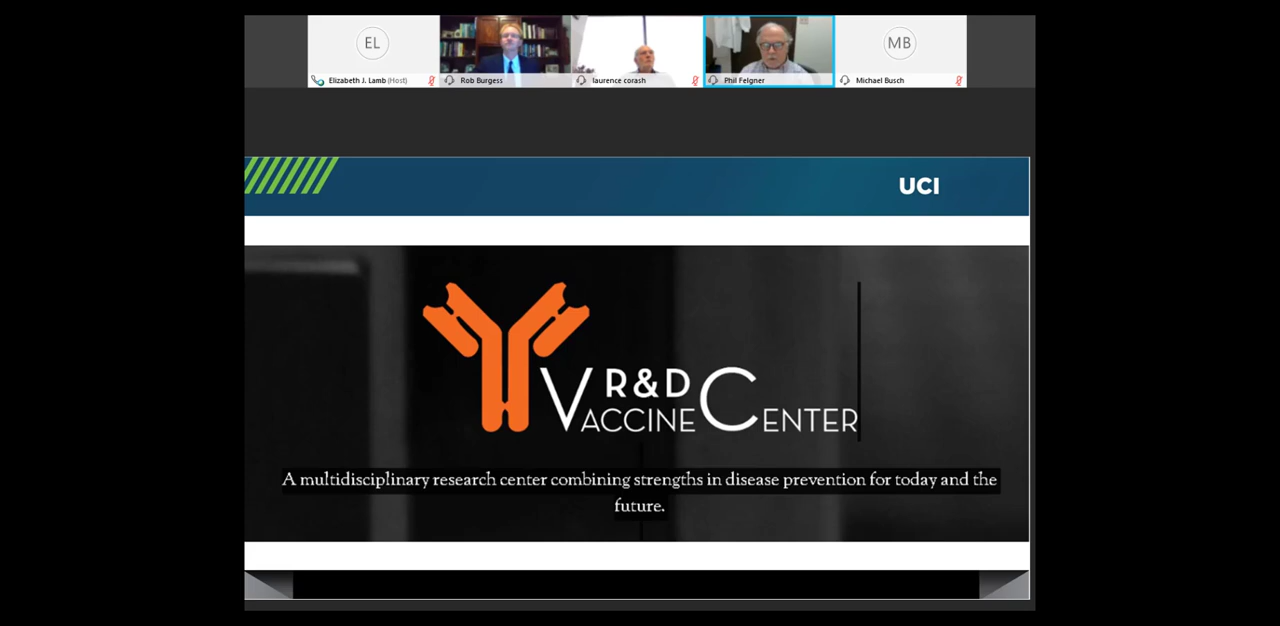 EL
MB
Elizabeth J. Lamb (Host)
Rob Burgess
laurence corash
Phil Felgner
Michael Busch
UCI
R&D
VACCINE CENTER
A multidisciplinary research center combining strengths in disease prevention for today and the
future.